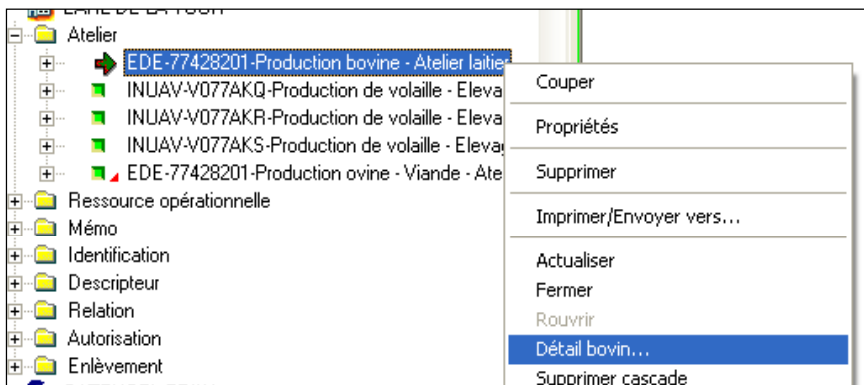 Atelier
EDE-77428201-Production bovine - Atelier laitier
INUAV-V077AKQ-Production de volaille - Eleva
INUAV-V077AKR-Production de volaille - Eleva
INUAV-V077AKS-Production de volaille - Elevag
EDE-77428201-Production ovine - Viande - Ate
Ressource opérationnelle
Mémo
Identification
Descripteur
Relation
Autorisation
Enlèvement
Couper
Propriétés
Supprimer
Imprimer/Envoyer vers...
Actualiser
Fermer
Rouvrir
Détail bovin...
Supprimer cascade